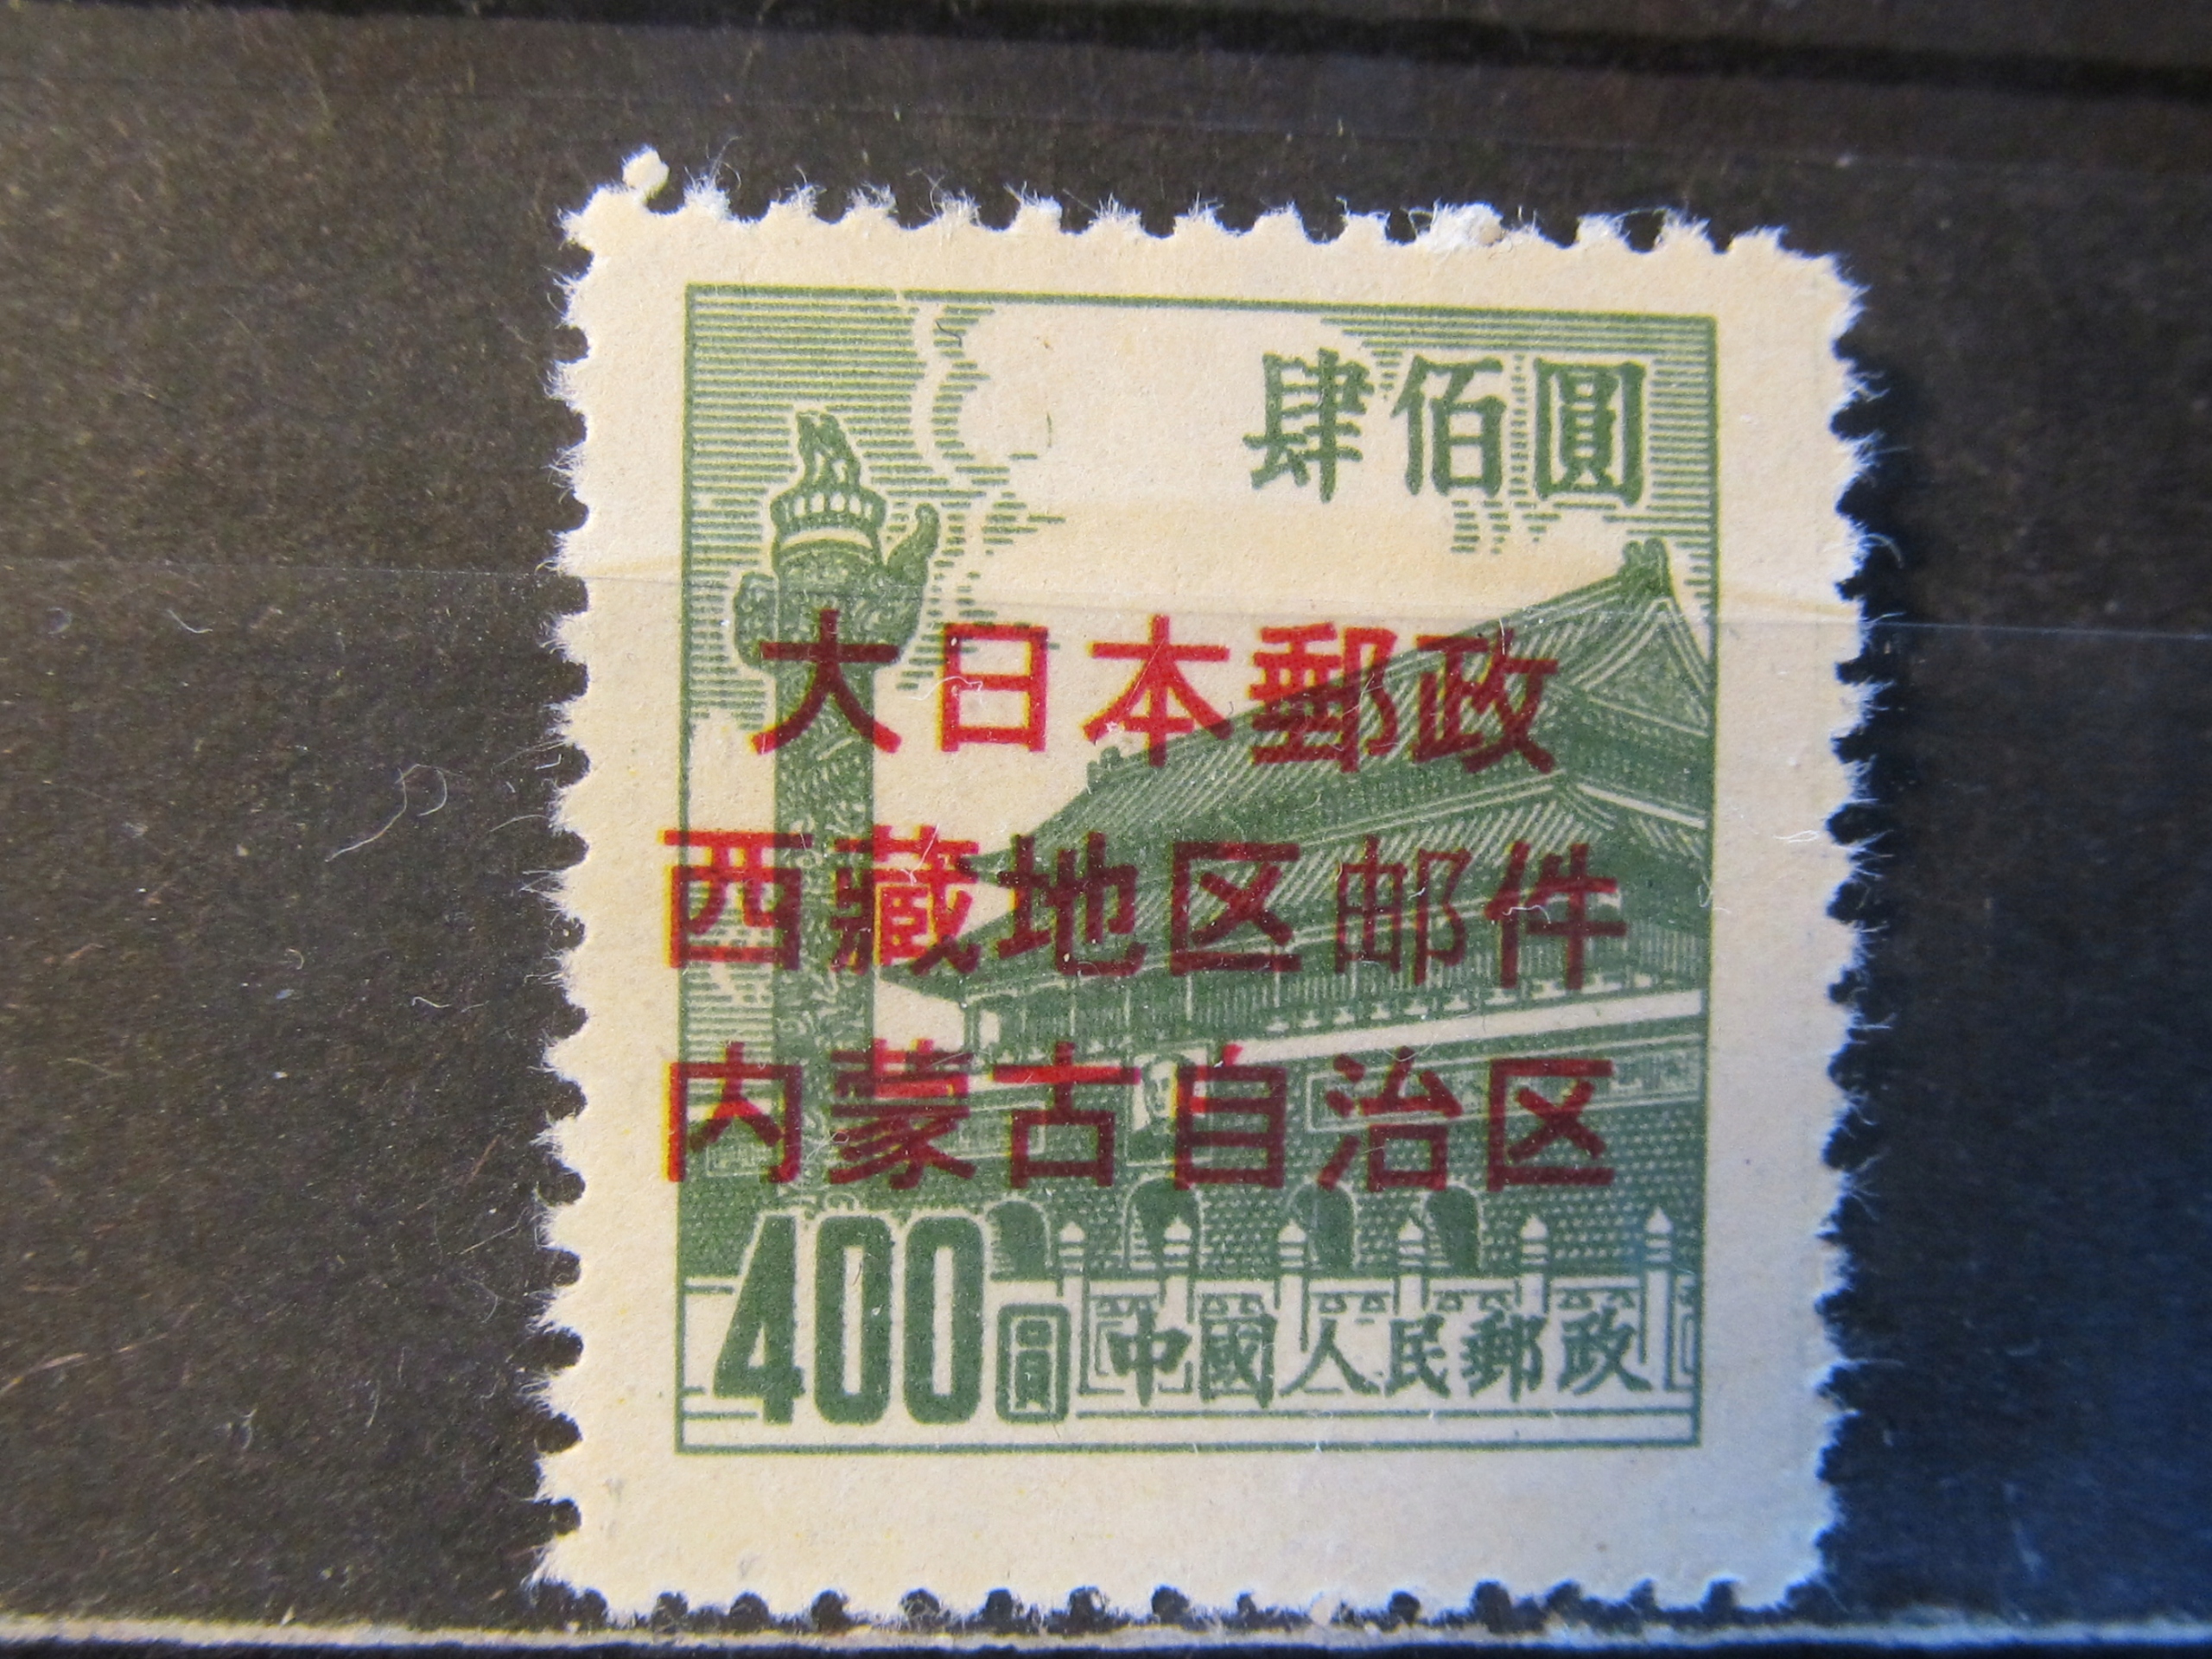 肆佰圓
大日本郵政
西藏地区邮件
内蒙古自治区
400圓
中國人民郵政